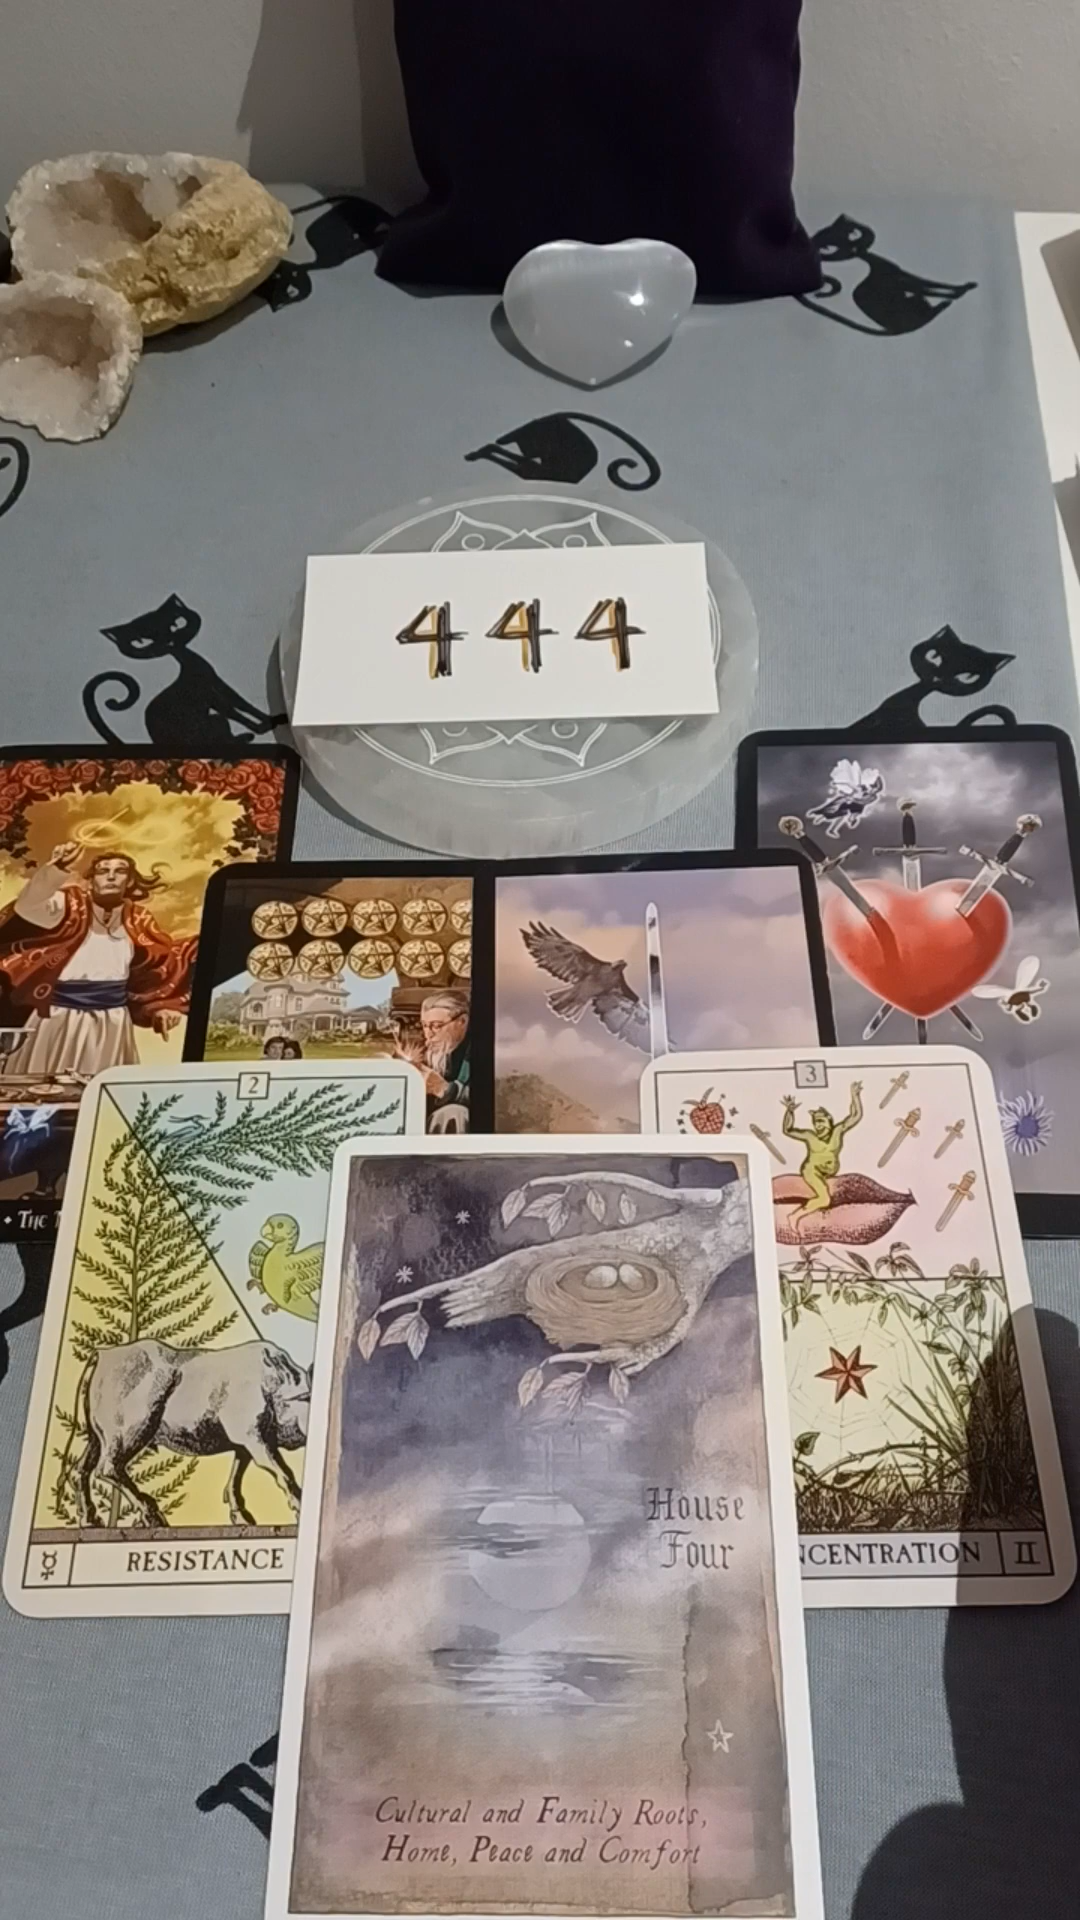 444
• THE
2
3
RESISTANCE
NCENTRATION
II
House
Four
Cultural and Family Roots,
Home, Peace and Comfort